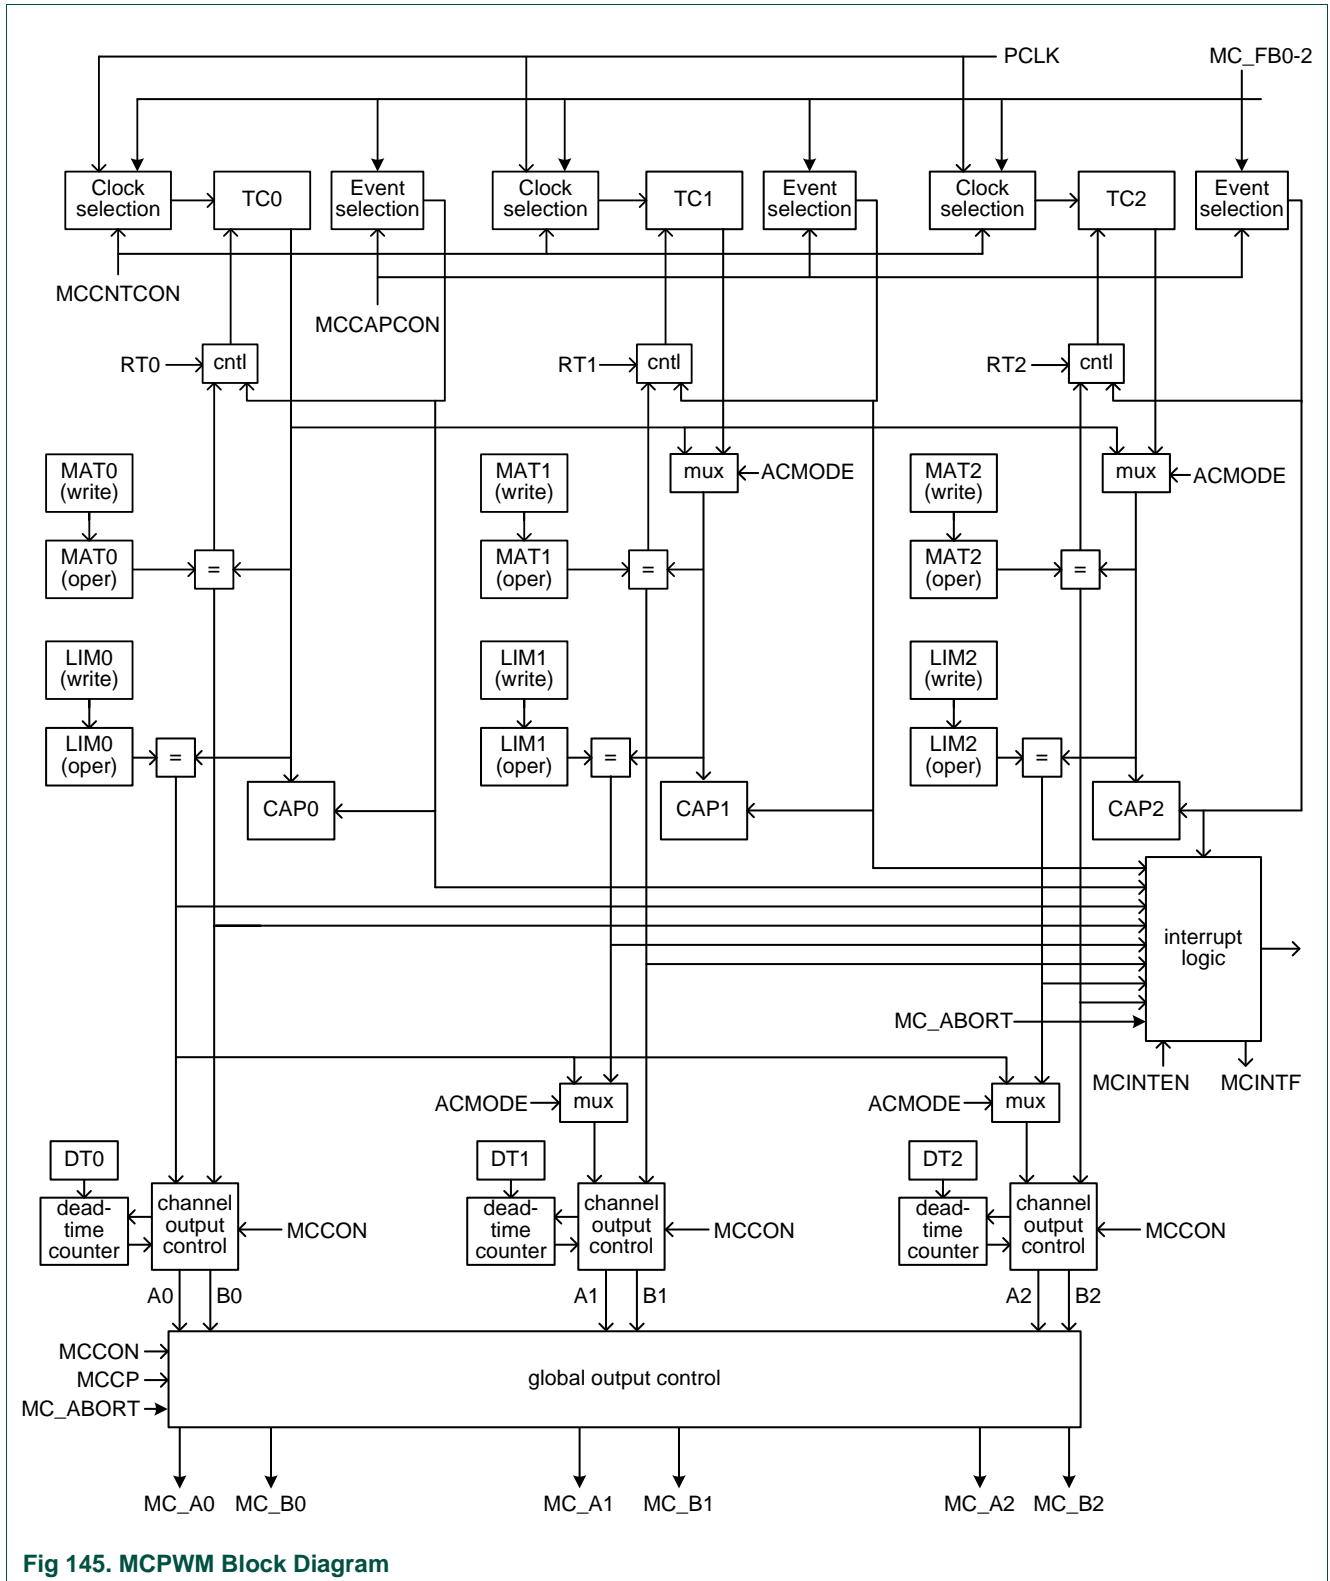 PCLK
MC_FB0-2
Clock
selection
TC0
Event
selection
Clock
selection
TC1
Event
selection
Clock
selection
TC2
Event
selection
MCCNTCON
MCCAPCON
RT0
cntl
RT1
cntl
RT2
cntl
MAT0
(write)
MAT1
(write)
mux
ACMODE
MAT2
(write)
mux
ACMODE
MAT0
(oper)
=
MAT1
(oper)
=
MAT2
(oper)
=
LIM0
(write)
LIM1
(write)
LIM2
(write)
LIM0
(oper)
=
LIM1
(oper)
=
LIM2
(oper)
=
CAP0
CAP1
CAP2
interrupt
logic
MC_ABORT
MCINTEN
MCINTF
ACMODE
mux
ACMODE
mux
DT0
DT1
DT2
dead-
time
counter
channel
output
control
MCCON
dead-
time
counter
channel
output
control
MCCON
dead-
time
counter
channel
output
control
MCCON
A0
B0
A1
B1
A2
B2
MCCON
MCCP
MC_ABORT
global output control
MC_A0
MC_B0
MC_A1
MC_B1
MC_A2
MC_B2
Fig 145. MCPWM Block Diagram